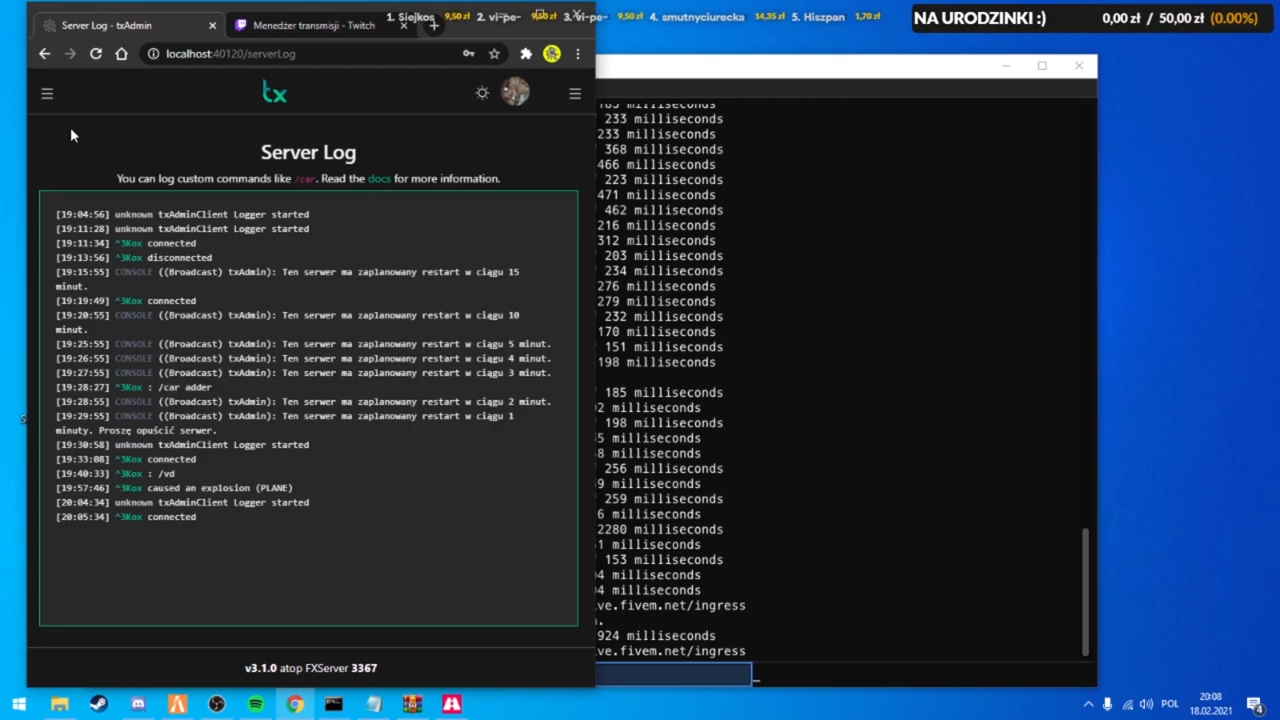 Server Log - txAdmin
Menedżer transmisji - Twitch
1. Siejkos 9,50 zł 2. vi-pe- 9,50 zł 3. vi-pe- 9,50 zł 4. smutnyciurecka 14,35 zł 5. Hiszpan 1,70 zł
NA URODZINKI :) 0,00 zł / 50,00 zł (0.00%)
localhost:40120/serverLog
tx
Server Log
You can log custom commands like /car. Read the docs for more information.
[19:04:56] unknown txAdminClient Logger started
[19:11:28] unknown txAdminClient Logger started
[19:11:34] ^3Kox connected
[19:13:56] ^3Kox disconnected
[19:15:55] CONSOLE ((Broadcast) txAdmin): Ten serwer ma zaplanowany restart w ciągu 15
minut.
[19:19:49] ^3Kox connected
[19:20:55] CONSOLE ((Broadcast) txAdmin): Ten serwer ma zaplanowany restart w ciągu 10
minut.
[19:25:55] CONSOLE ((Broadcast) txAdmin): Ten serwer ma zaplanowany restart w ciągu 5 minut.
[19:26:55] CONSOLE ((Broadcast) txAdmin): Ten serwer ma zaplanowany restart w ciągu 4 minut.
[19:27:55] CONSOLE ((Broadcast) txAdmin): Ten serwer ma zaplanowany restart w ciągu 3 minut.
[19:28:27] ^3Kox : /car adder
[19:28:55] CONSOLE ((Broadcast) txAdmin): Ten serwer ma zaplanowany restart w ciągu 2 minut.
[19:29:55] CONSOLE ((Broadcast) txAdmin): Ten serwer ma zaplanowany restart w ciągu 1
minuty. Proszę opuścić serwer.
[19:30:58] unknown txAdminClient Logger started
[19:33:08] ^3Kox connected
[19:40:33] ^3Kox : /vd
[19:57:46] ^3Kox caused an explosion (PLANE)
[20:04:34] unknown txAdminClient Logger started
[20:05:34] ^3Kox connected
v3.1.0 atop FXServer 3367
milliseconds
233 milliseconds
233 milliseconds
368 milliseconds
466 milliseconds
223 milliseconds
471 milliseconds
462 milliseconds
216 milliseconds
312 milliseconds
203 milliseconds
234 milliseconds
276 milliseconds
279 milliseconds
232 milliseconds
170 milliseconds
151 milliseconds
198 milliseconds
185 milliseconds
2 milliseconds
198 milliseconds
5 milliseconds
8 milliseconds
256 milliseconds
9 milliseconds
259 milliseconds
6 milliseconds
2280 milliseconds
1 milliseconds
153 milliseconds
4 milliseconds
4 milliseconds
ve.fivem.net/ingress
.
924 milliseconds
ve.fivem.net/ingress
POL
20:08
18.02.2021
4